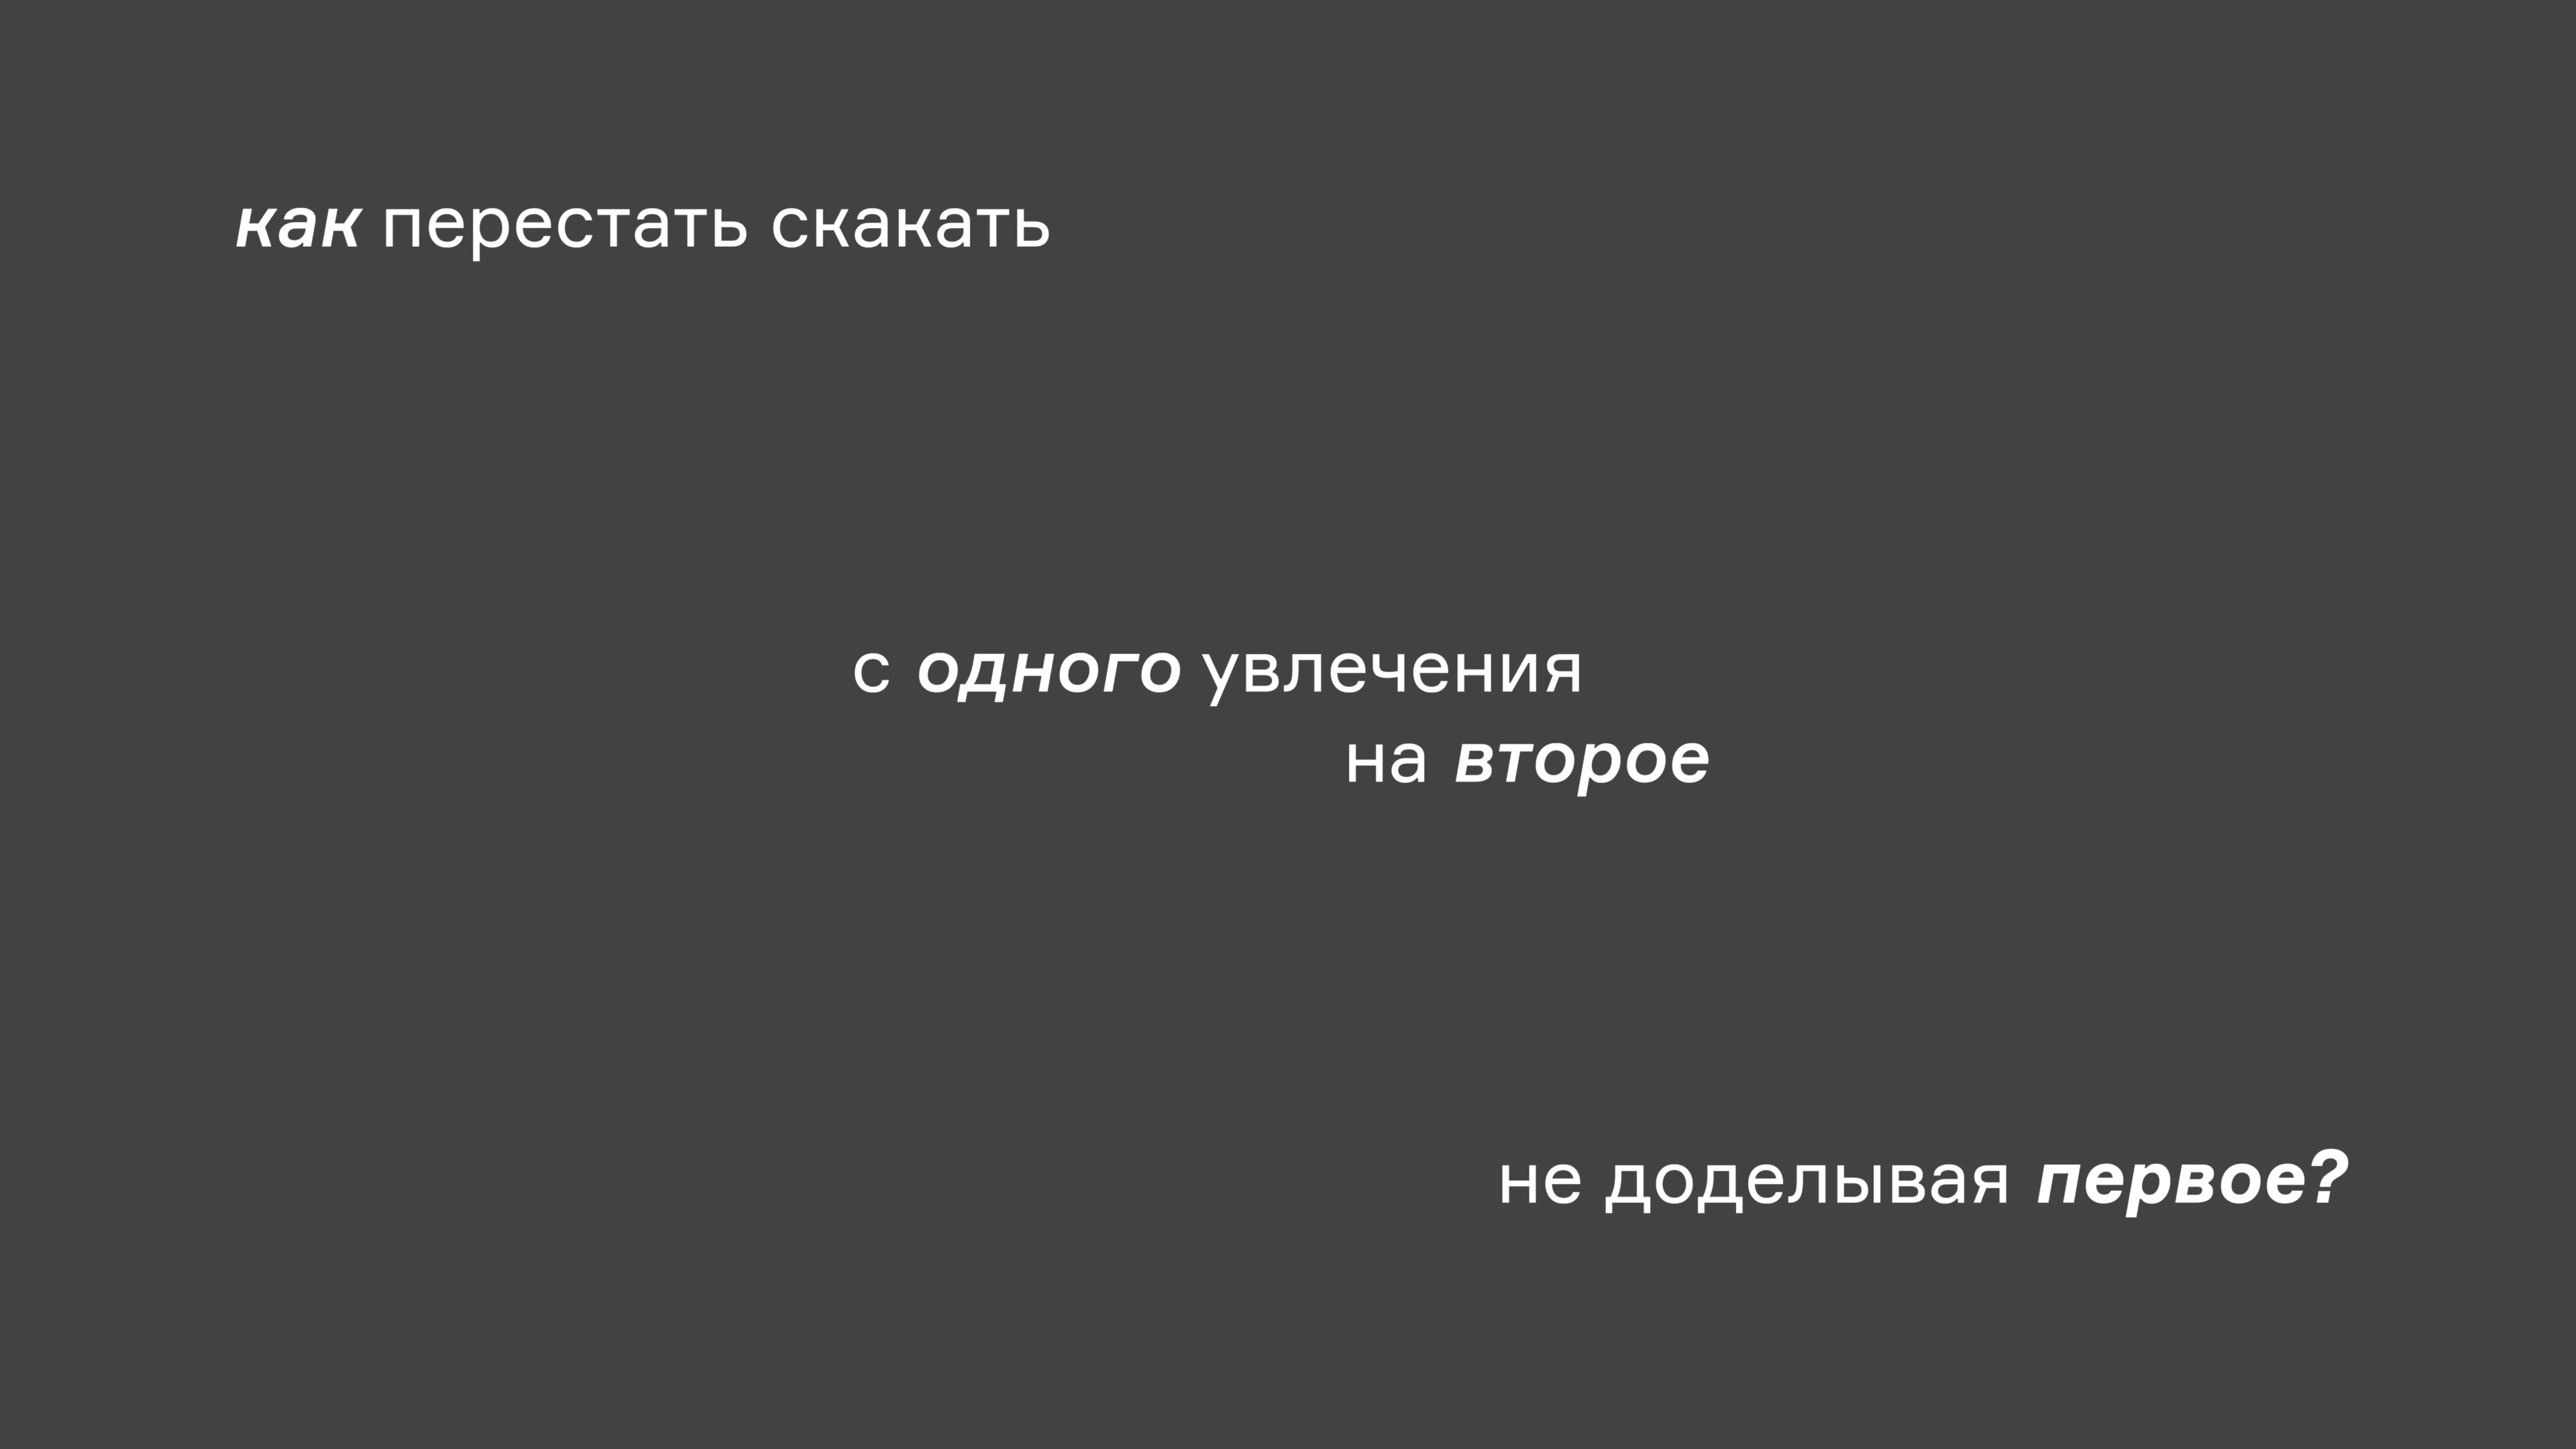 как перестать скакать
с одного увлечения
на второе
не доделывая первое?